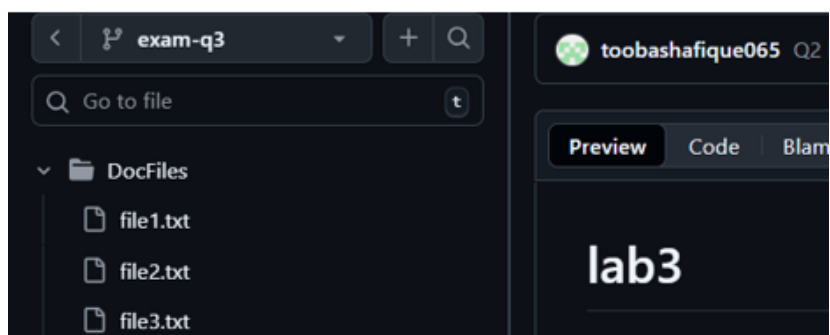 exam-q3
Go to file
t
DocFiles
file1.txt
file2.txt
file3.txt
toobashafique065 Q2
Preview Code Blam
lab3